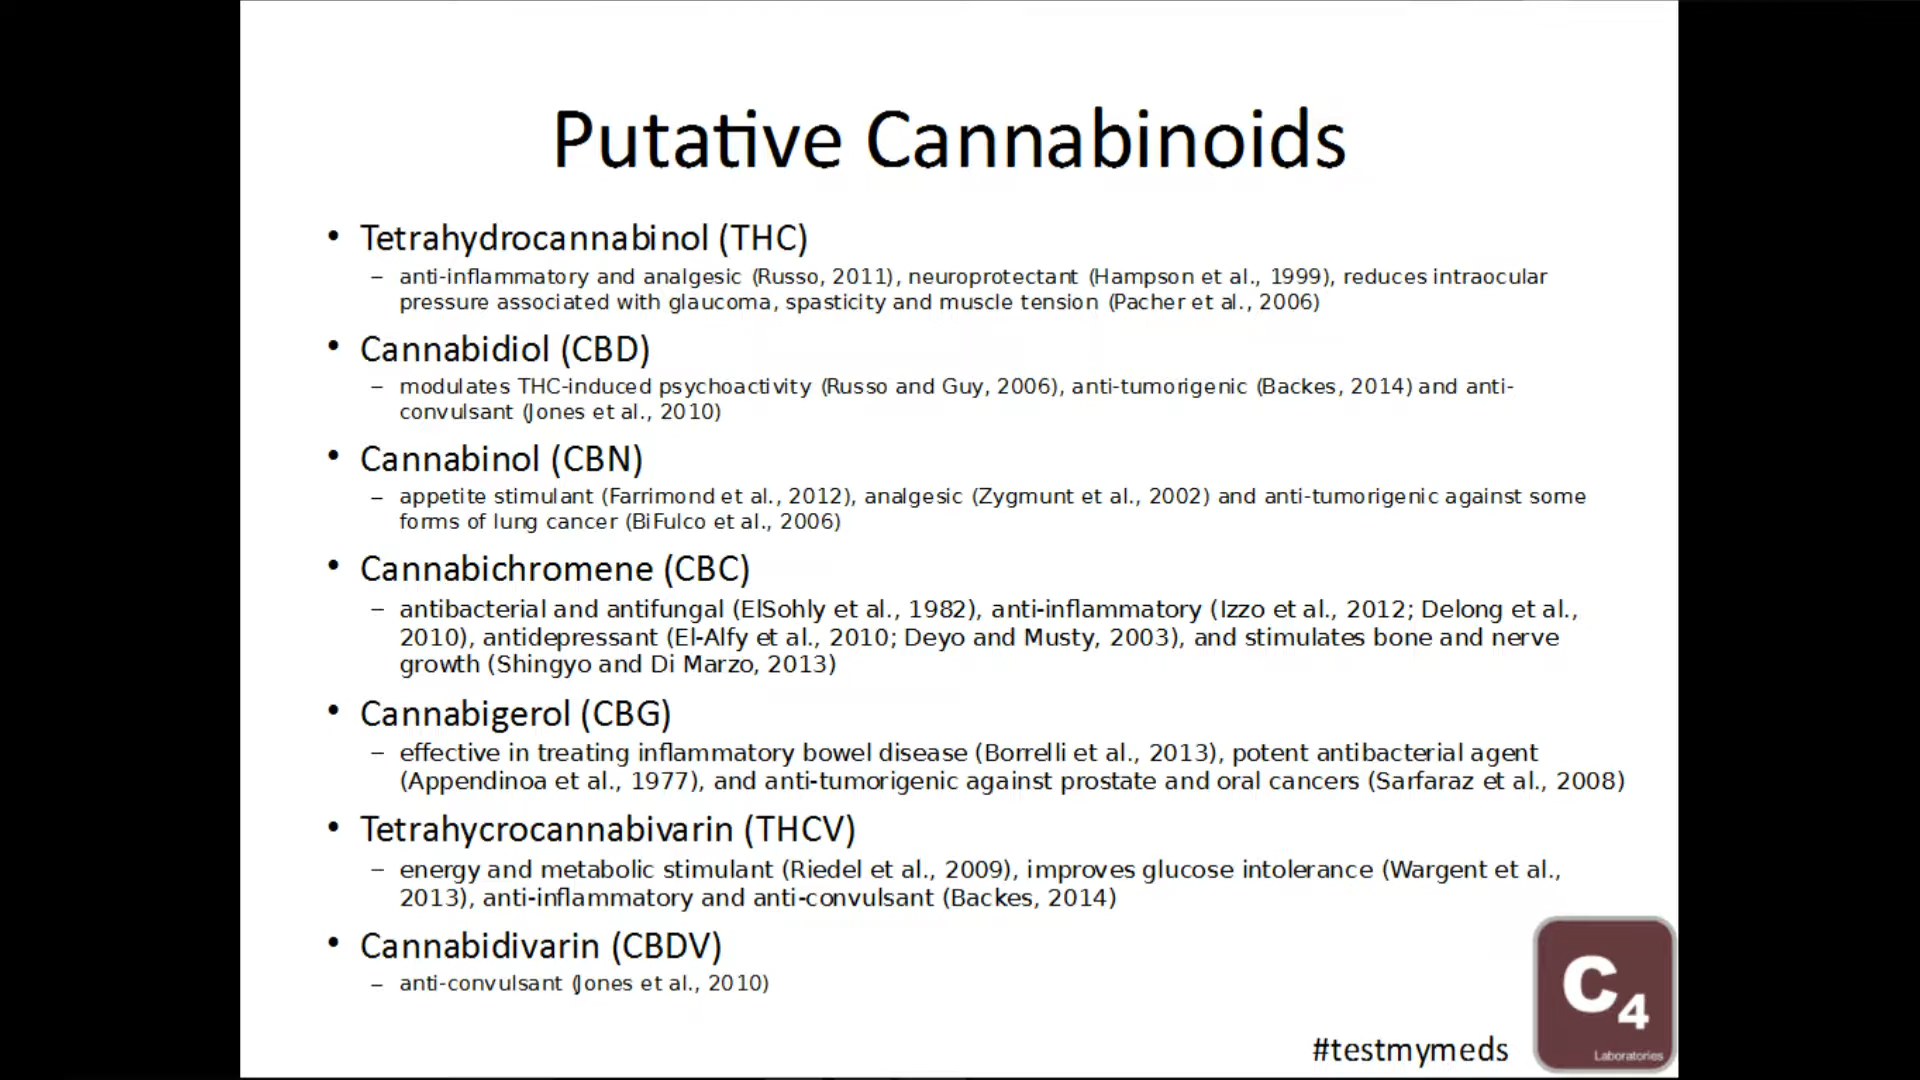 Putative Cannabinoids
• Tetrahydrocannabinol (THC)
– anti-inflammatory and analgesic (Russo, 2011), neuroprotectant (Hampson et al., 1999), reduces intraocular
pressure associated with glaucoma, spasticity and muscle tension (Pacher et al., 2006)
• Cannabidiol (CBD)
– modulates THC-induced psychoactivity (Russo and Guy, 2006), anti-tumorigenic (Backes, 2014) and anti-
convulsant (Jones et al., 2010)
• Cannabinol (CBN)
– appetite stimulant (Farrimond et al., 2012), analgesic (Zygmunt et al., 2002) and anti-tumorigenic against some
forms of lung cancer (BiFulco et al., 2006)
• Cannabichromene (CBC)
– antibacterial and antifungal (ElSohly et al., 1982), anti-inflammatory (Izzo et al., 2012; Delong et al.,
2010), antidepressant (El-Alfy et al., 2010; Deyo and Musty, 2003), and stimulates bone and nerve
growth (Shingyo and Di Marzo, 2013)
• Cannabigerol (CBG)
– effective in treating inflammatory bowel disease (Borrelli et al., 2013), potent antibacterial agent
(Appendinoa et al., 1977), and anti-tumorigenic against prostate and oral cancers (Sarfaraz et al., 2008)
• Tetrahycrocannabivarin (THCV)
– energy and metabolic stimulant (Riedel et al., 2009), improves glucose intolerance (Wargent et al.,
2013), anti-inflammatory and anti-convulsant (Backes, 2014)
• Cannabidivarin (CBDV)
– anti-convulsant (Jones et al., 2010)
#testmymeds
C4
Laboratories